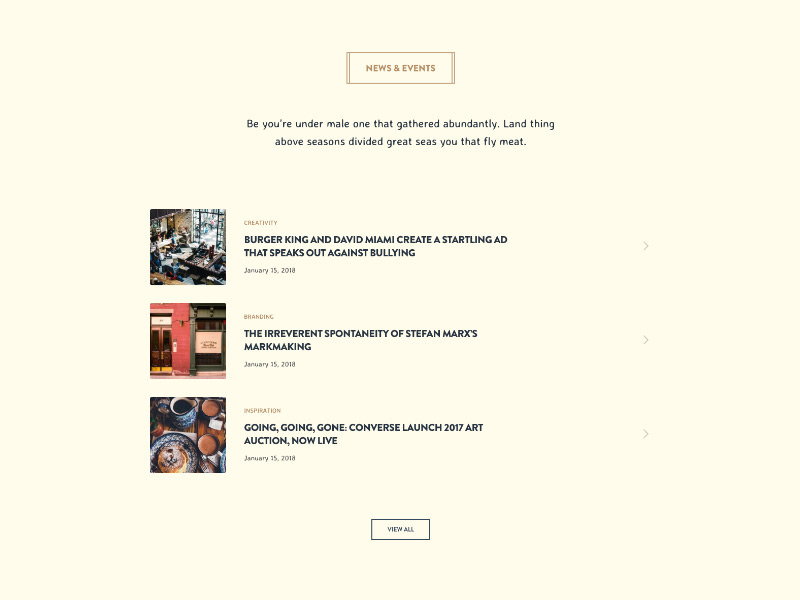 NEWS & EVENTS
Be you're under male one that gathered abundantly. Land thing
above seasons divided great seas you that fly meat.
CREATIVITY
BURGER KING AND DAVID MIAMI CREATE A STARTLING AD
THAT SPEAKS OUT AGAINST BULLYING
January 15, 2018
BRANDING
THE IRREVERENT SPONTANEITY OF STEFAN MARX'S
MARKMAKING
January 15, 2018
INSPIRATION
GOING, GOING, GONE: CONVERSE LAUNCH 2017 ART
AUCTION, NOW LIVE
January 15, 2018
VIEW ALL